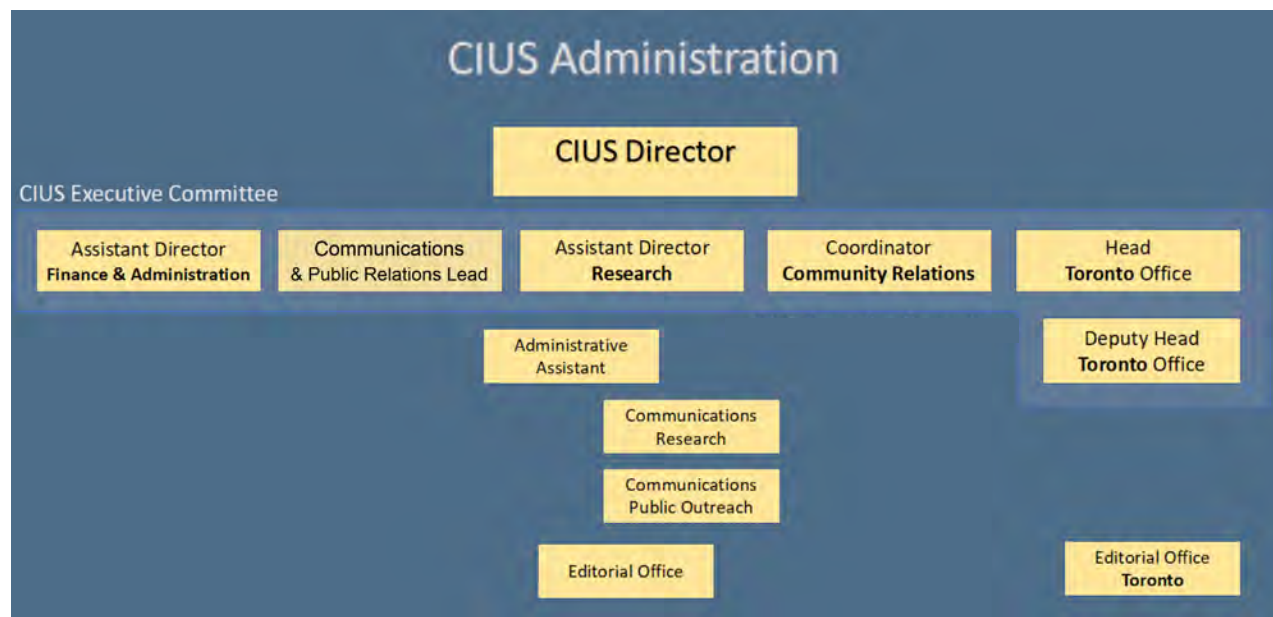 CIUS Administration
CIUS Director
CIUS Executive Committee
Assistant Director
Finance & Administration
Communications
& Public Relations Lead
Assistant Director
Research
Coordinator
Community Relations
Head
Toronto Office
Deputy Head
Toronto Office
Administrative
Assistant
Communications
Research
Communications
Public Outreach
Editorial Office
Editorial Office
Toronto